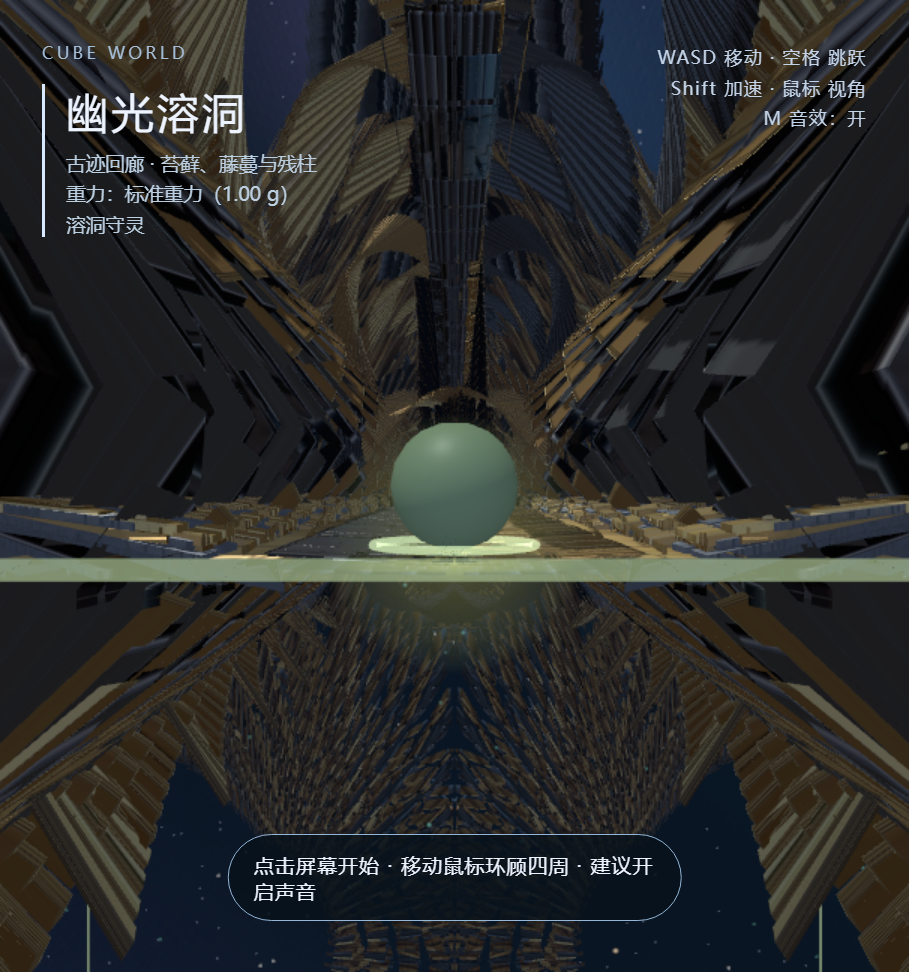 CUBE WORLD
幽光溶洞
古迹回廊 · 苔藓、藤蔓与残柱
重力：标准重力（1.00 g）
溶洞守灵
WASD 移动 · 空格 跳跃
Shift 加速 · 鼠标 视角
M 音效：开
点击屏幕开始 · 移动鼠标环顾四周 · 建议开
启声音